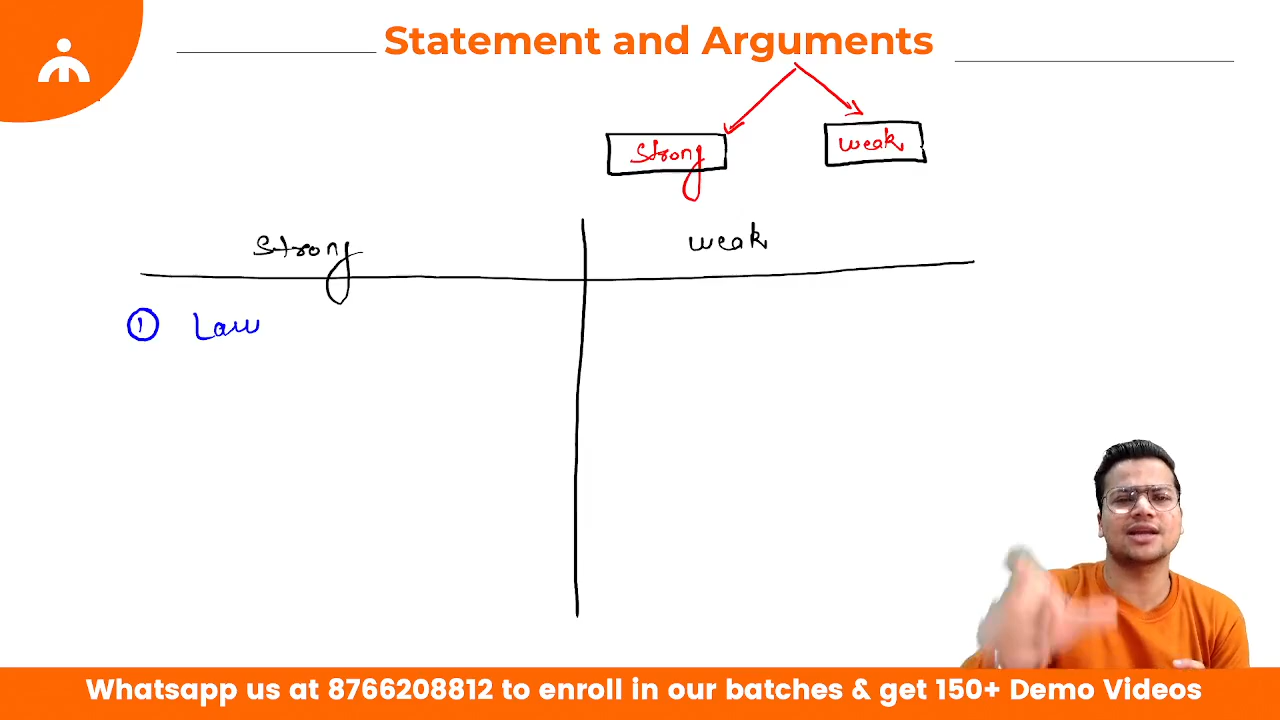 Statement and Arguments
Strong
weak
Strong
weak
1 Law
Whatsapp us at 8766208812 to enroll in our batches & get 150+ Demo Videos